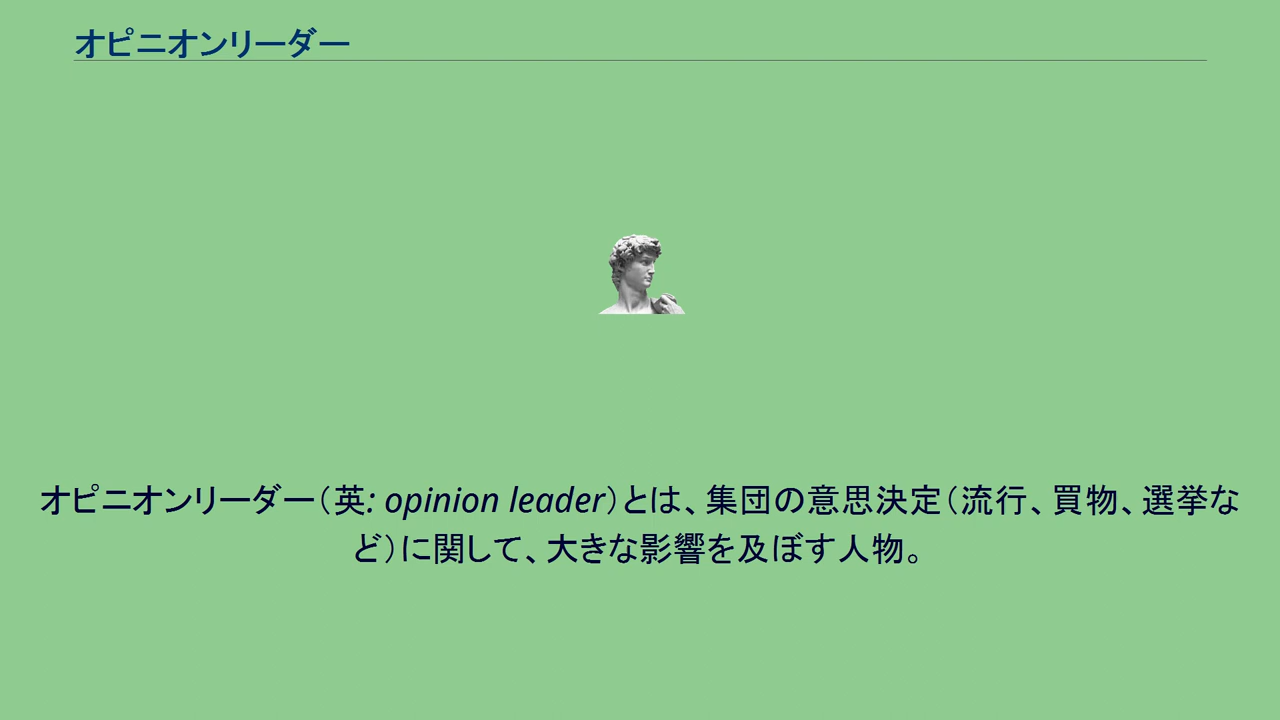 オピニオンリーダー
オピニオンリーダー（英: opinion leader）とは、集団の意思決定（流行、買物、選挙な
ど）に関して、大きな影響を及ぼす人物。